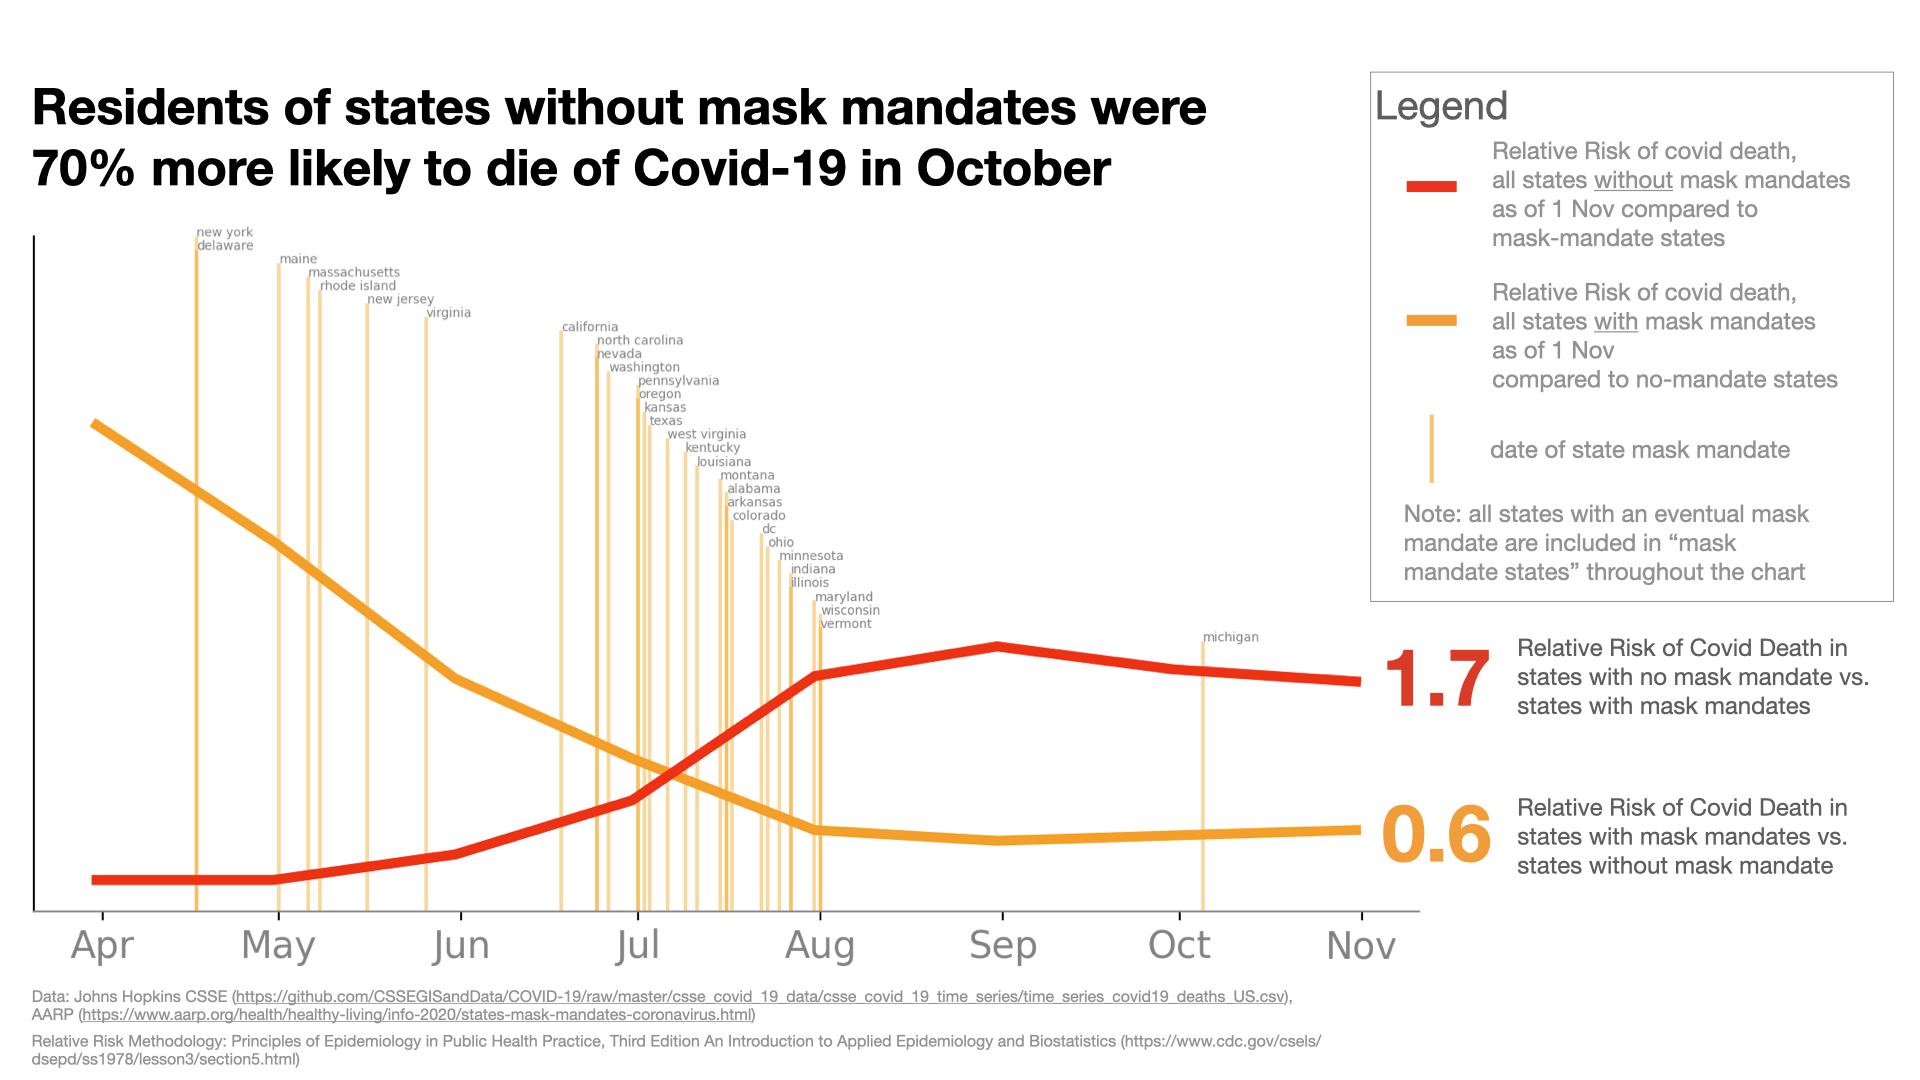 Residents of states without mask mandates were
70% more likely to die of Covid-19 in October
Legend
Relative Risk of covid death,
all states without mask mandates
as of 1 Nov compared to
mask-mandate states
Relative Risk of covid death,
all states with mask mandates
as of 1 Nov
compared to no-mandate states
date of state mask mandate
Note: all states with an eventual mask
mandate are included in “mask
mandate states” throughout the chart
new york
delaware
maine
massachusetts
rhode island
new jersey
virginia
california
north carolina
nevada
washington
pennsylvania
oregon
kansas
texas
west virginia
kentucky
louisiana
montana
alabama
arkansas
colorado
dc
ohio
minnesota
indiana
illinois
maryland
wisconsin
vermont
michigan
1.7
Relative Risk of Covid Death in
states with no mask mandate vs.
states with mask mandates
0.6
Relative Risk of Covid Death in
states with mask mandates vs.
states without mask mandate
Apr May Jun Jul Aug Sep Oct Nov
Data: Johns Hopkins CSSE (https://github.com/CSSEGISandData/COVID-19/raw/master/csse_covid_19_data/csse_covid_19_time_series/time_series_covid19_deaths_US.csv),
AARP (https://www.aarp.org/health/healthy-living/info-2020/states-mask-mandates-coronavirus.html)
Relative Risk Methodology: Principles of Epidemiology in Public Health Practice, Third Edition An Introduction to Applied Epidemiology and Biostatistics (https://www.cdc.gov/csels/
dsepd/ss1978/lesson3/section5.html)